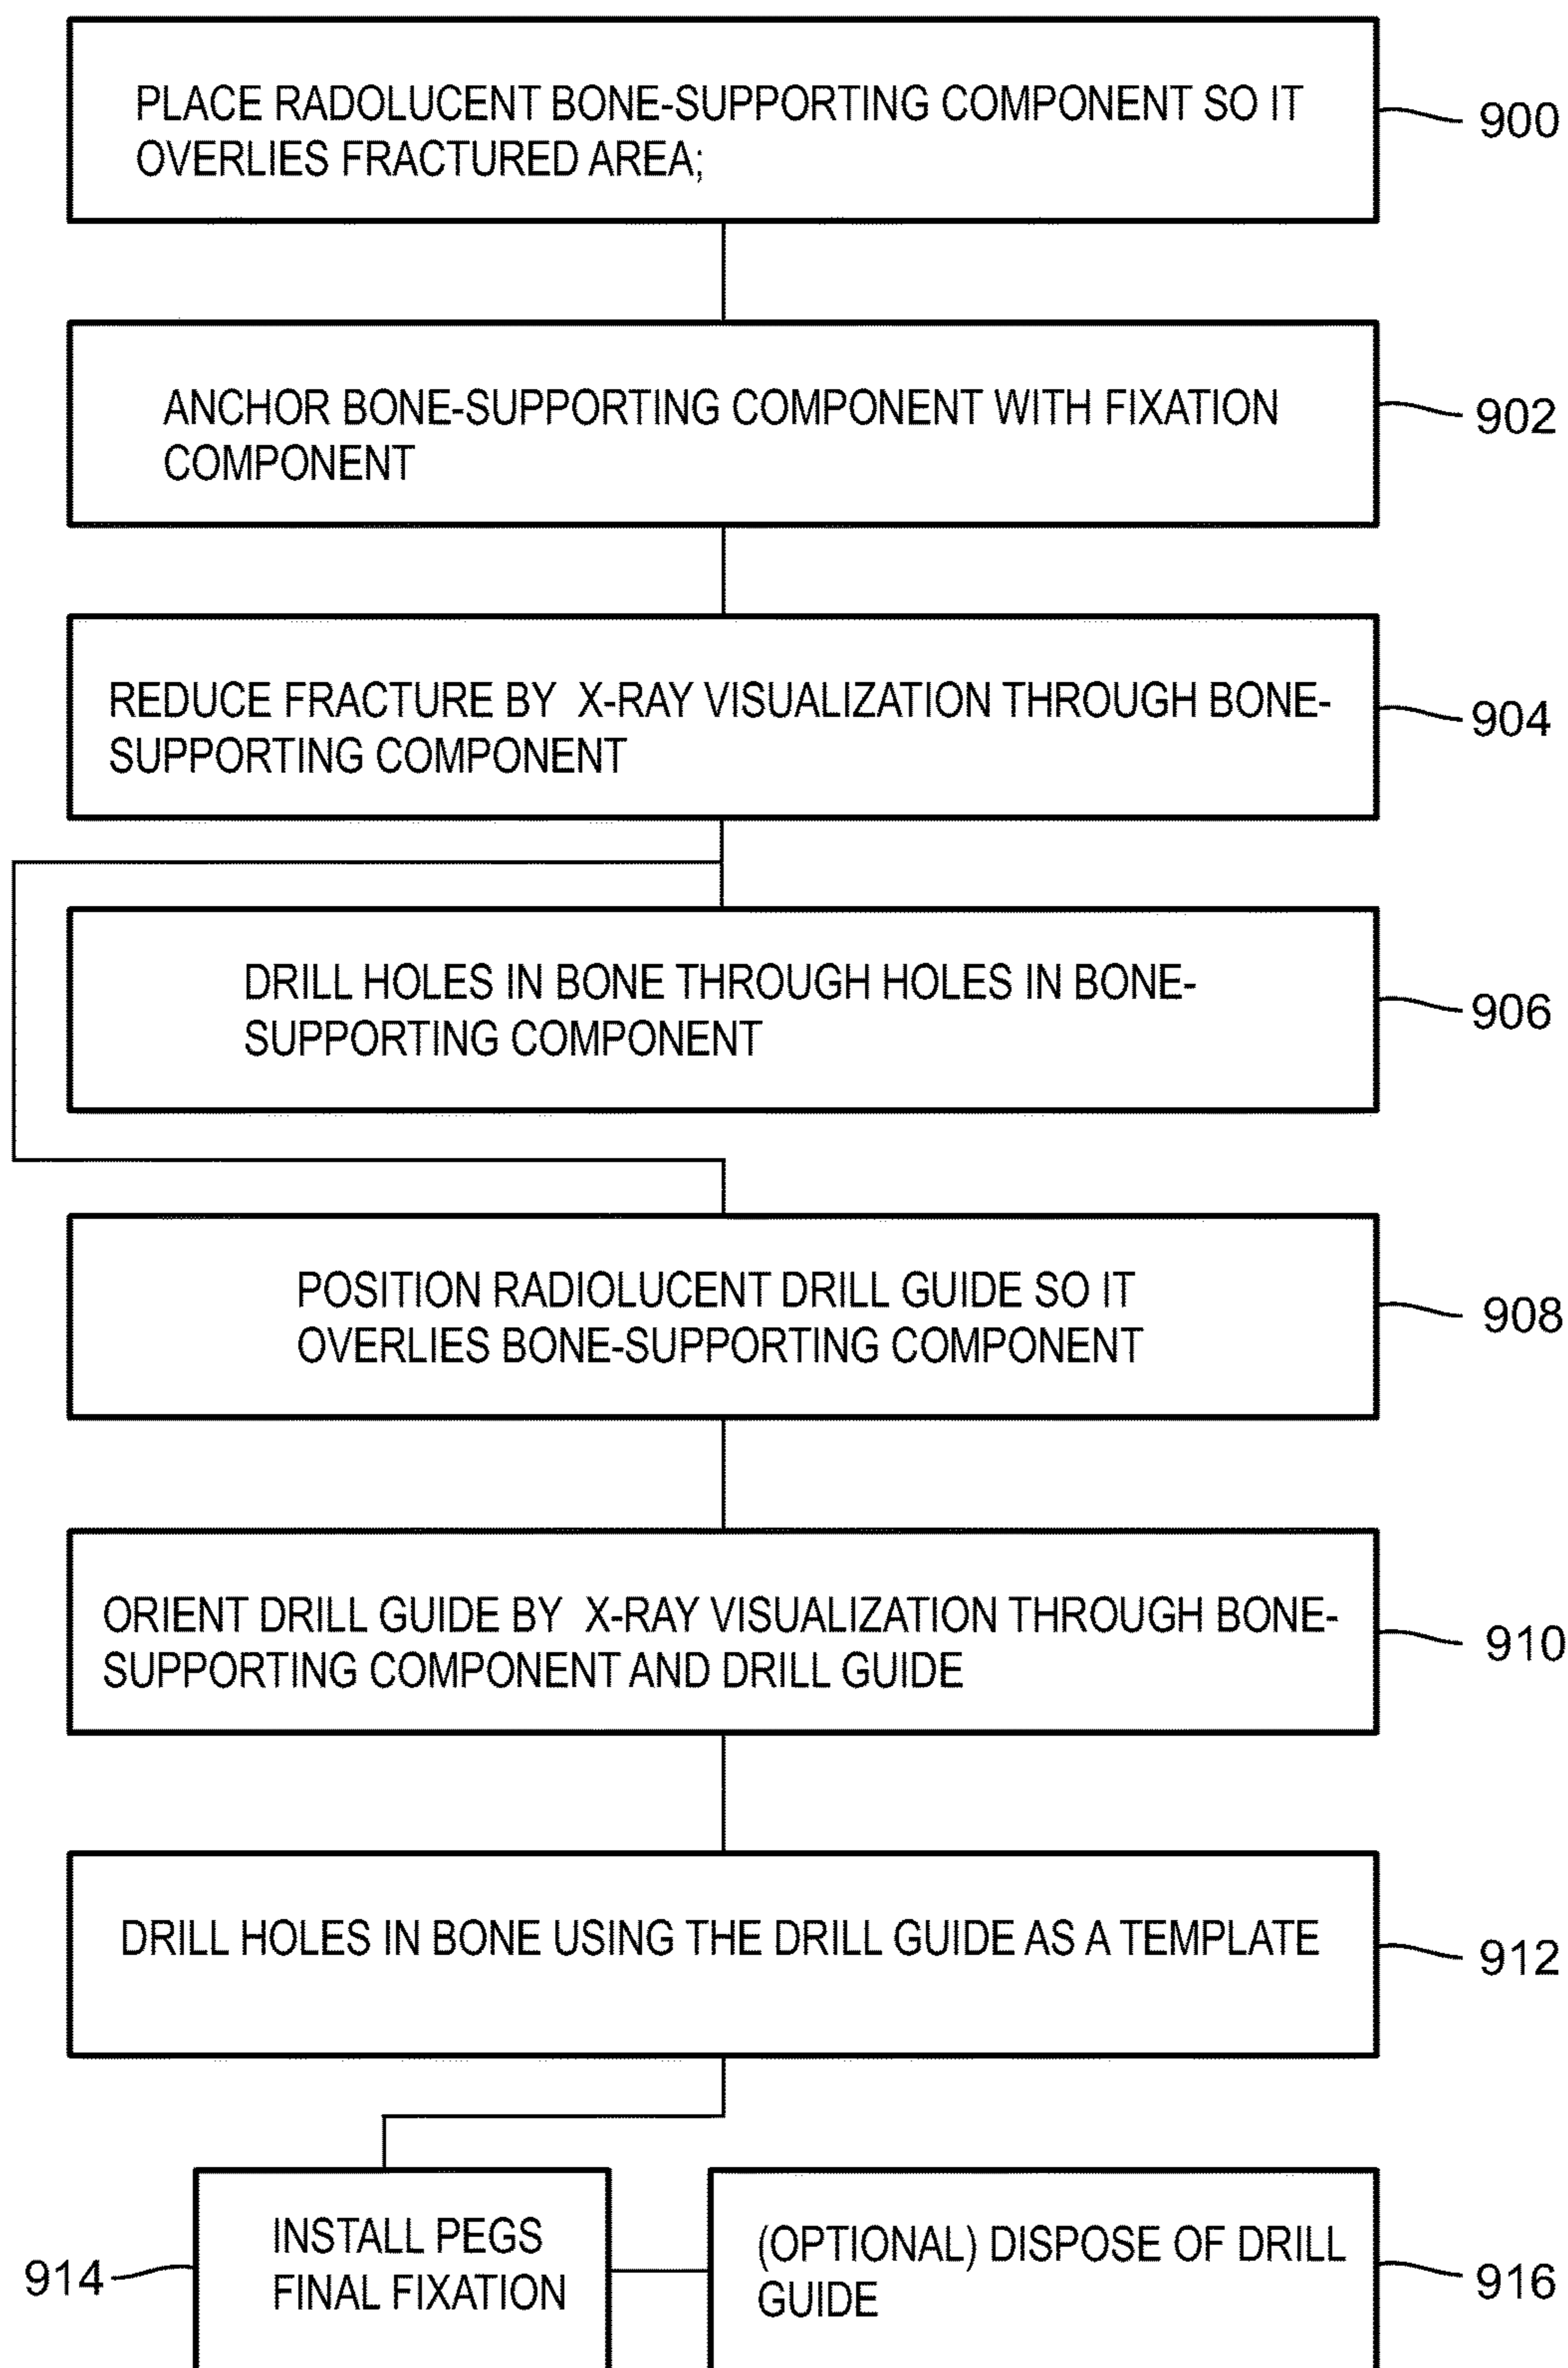 PLACE RADOLUCENT BONE-SUPPORTING COMPONENT SO IT
OVERLIES FRACTURED AREA;
900
ANCHOR BONE-SUPPORTING COMPONENT WITH FIXATION
COMPONENT
902
REDUCE FRACTURE BY X-RAY VISUALIZATION THROUGH BONE-
SUPPORTING COMPONENT
904
DRILL HOLES IN BONE THROUGH HOLES IN BONE-
SUPPORTING COMPONENT
906
POSITION RADIOLUCENT DRILL GUIDE SO IT
OVERLIES BONE-SUPPORTING COMPONENT
908
ORIENT DRILL GUIDE BY X-RAY VISUALIZATION THROUGH BONE-
SUPPORTING COMPONENT AND DRILL GUIDE
910
DRILL HOLES IN BONE USING THE DRILL GUIDE AS A TEMPLATE
912
914
INSTALL PEGS
FINAL FIXATION
(OPTIONAL) DISPOSE OF DRILL
GUIDE
916